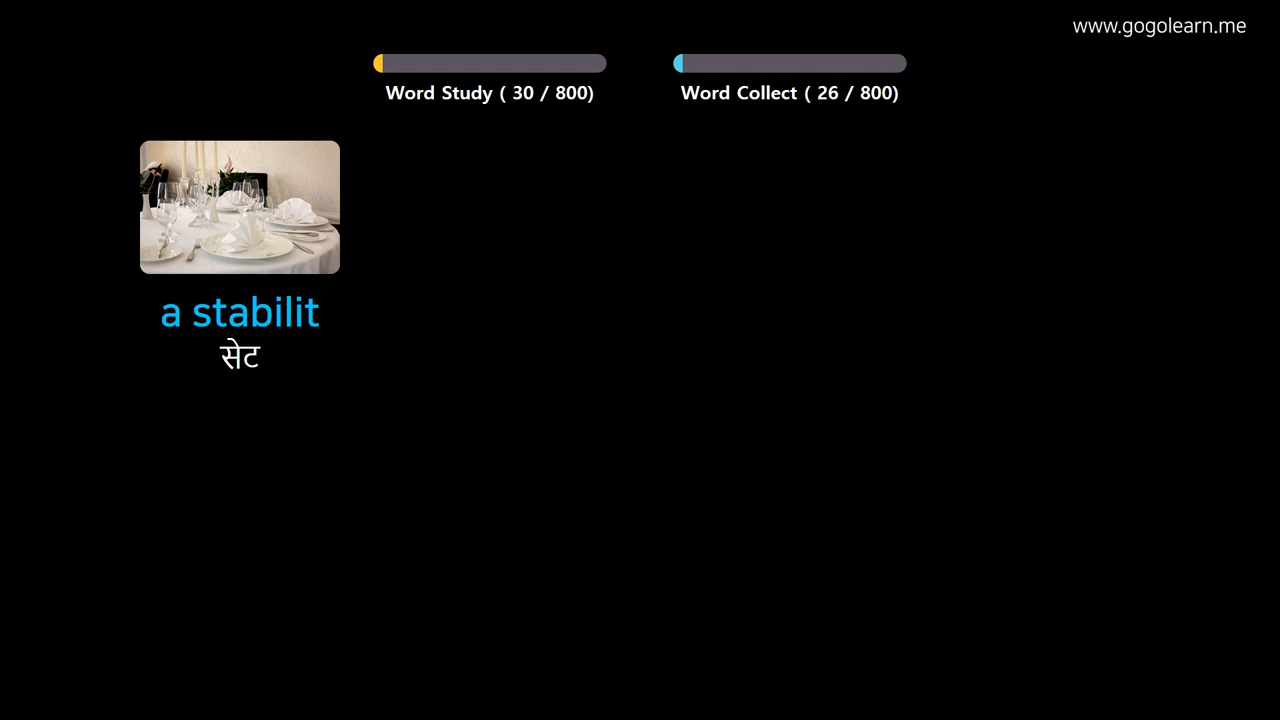 www.gogolearn.me
Word Study ( 30 / 800)
Word Collect ( 26 / 800)
a stabilit
सेट